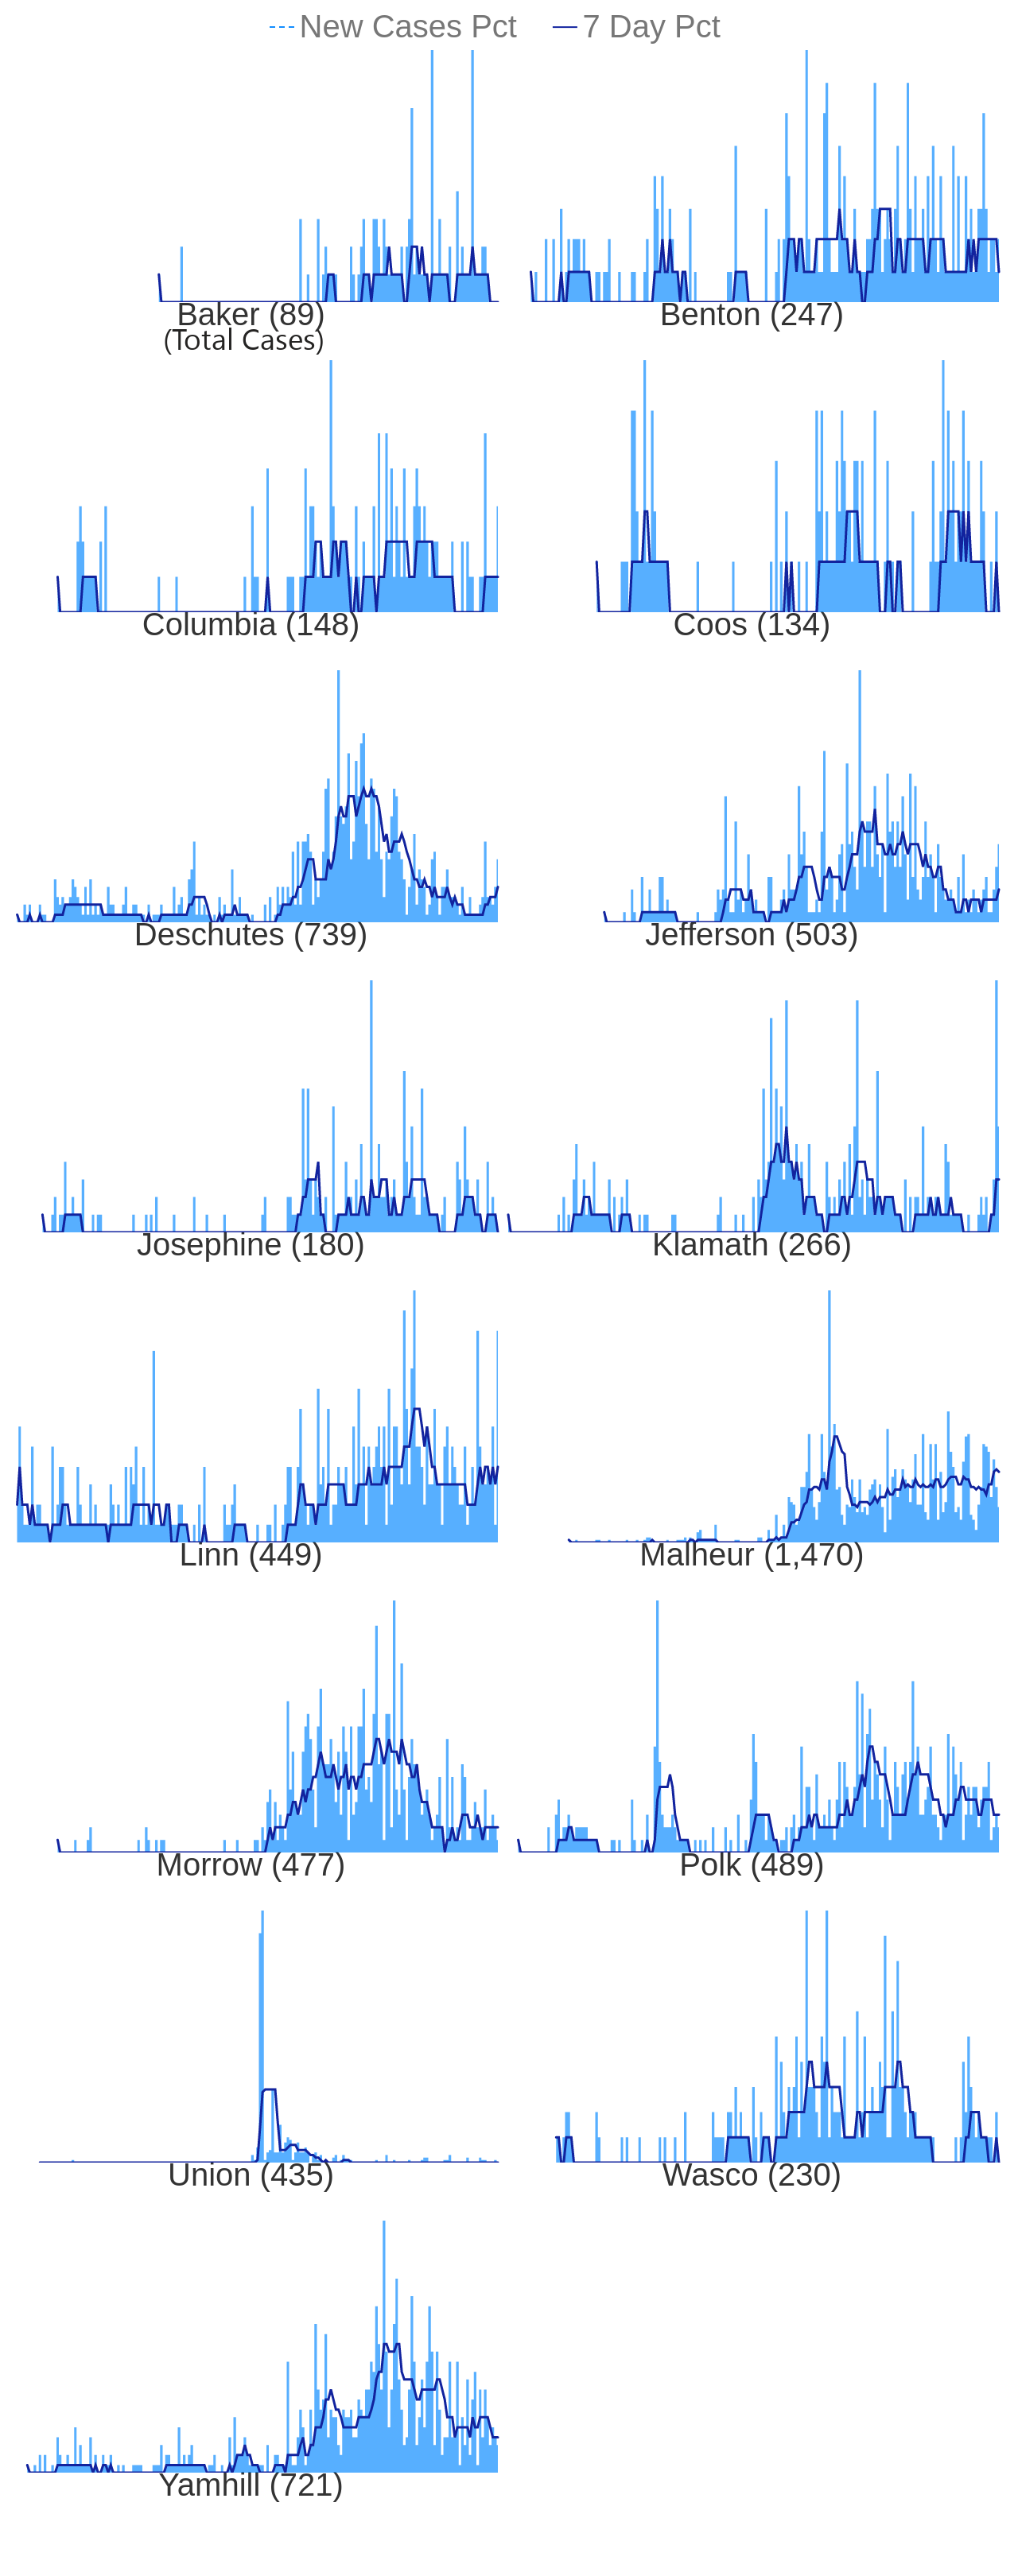 New Cases Pct 7 Day Pct
Baker (89)
(Total Cases)
Benton (247)
Columbia (148)
Coos (134)
Deschutes (739)
Jefferson (503)
Josephine (180)
Klamath (266)
Linn (449)
Malheur (1,470)
Morrow (477)
Polk (489)
Union (435)
Wasco (230)
Yamhill (721)